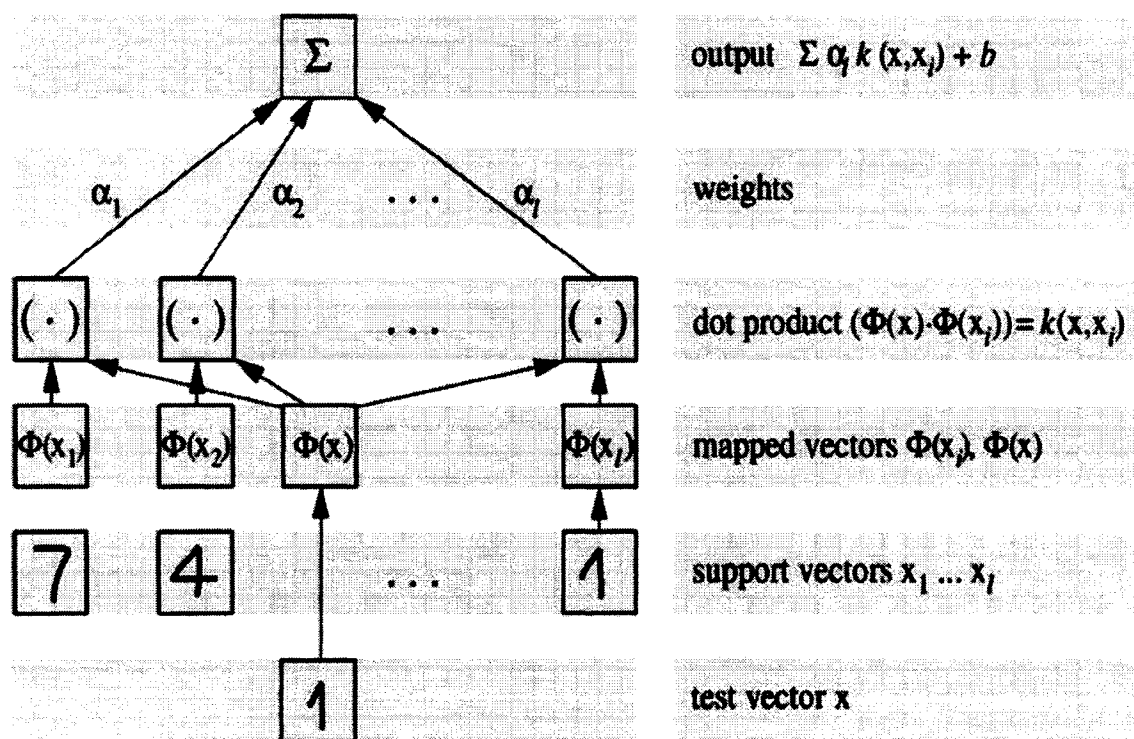 Σ output Σ αᵢ k (x,xᵢ) + b
α₁ α₂ ... αₗ weights
(·) (·) ... (·) dot product (Φ(x)·Φ(xᵢ))= k(x,xᵢ)
Φ(x₁) Φ(x₂) Φ(x) Φ(xₗ) mapped vectors Φ(xᵢ), Φ(x)
7 4 ... 1 support vectors x₁ ... xₗ
1 test vector x